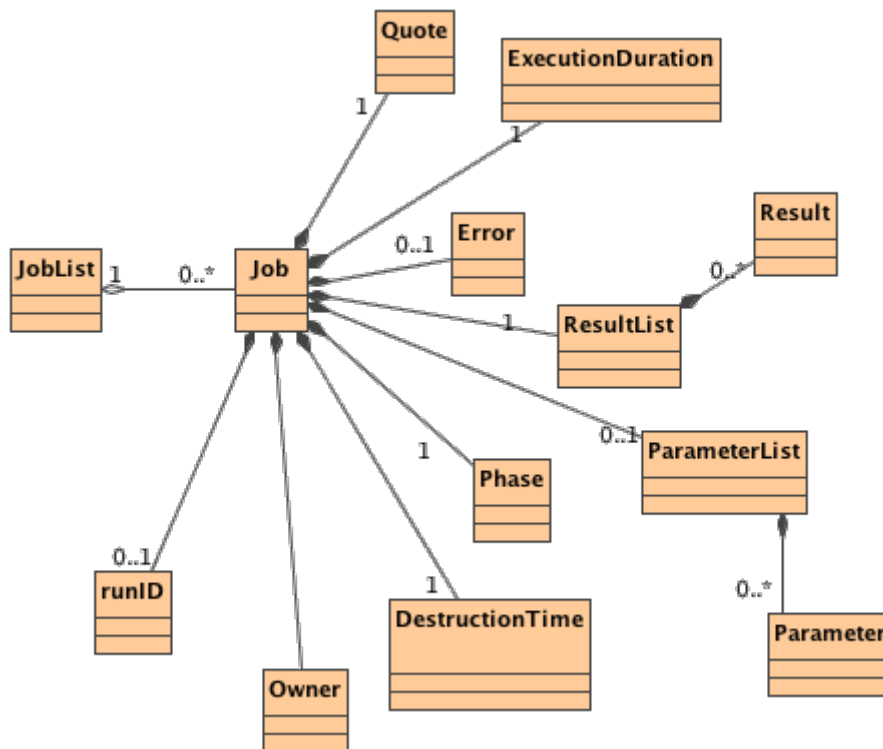 Quote
ExecutionDuration
1
1
Result
Error
0..1
JobList
Job
1
0..*
0..*
ResultList
1
ParameterList
0..1
1
Phase
0..1
runID
1
DestructionTime
0..*
Parameter
Owner